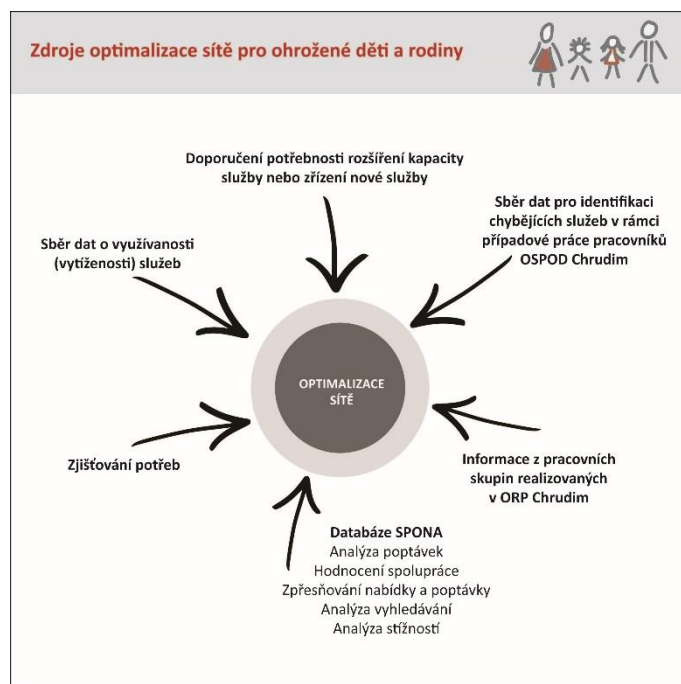 Zdroje optimalizace sítě pro ohrožené děti a rodiny
Doporučení potřebnosti rozšíření kapacity
služby nebo zřízení nové služby
Sběr dat pro identifikaci
chybějících služeb v rámci
případové práce pracovníků
OSPOD Chrudim
Sběr dat o využívanosti
(vytíženosti) služeb
OPTIMALIZACE
SÍTĚ
Zjišťování potřeb
Informace z pracovních
skupin realizovaných
v ORP Chrudim
Databáze SPONA
Analýza poptávek
Hodnocení spolupráce
Zpřesňování nabídky a poptávky
Analýza vyhledávání
Analýza stížností